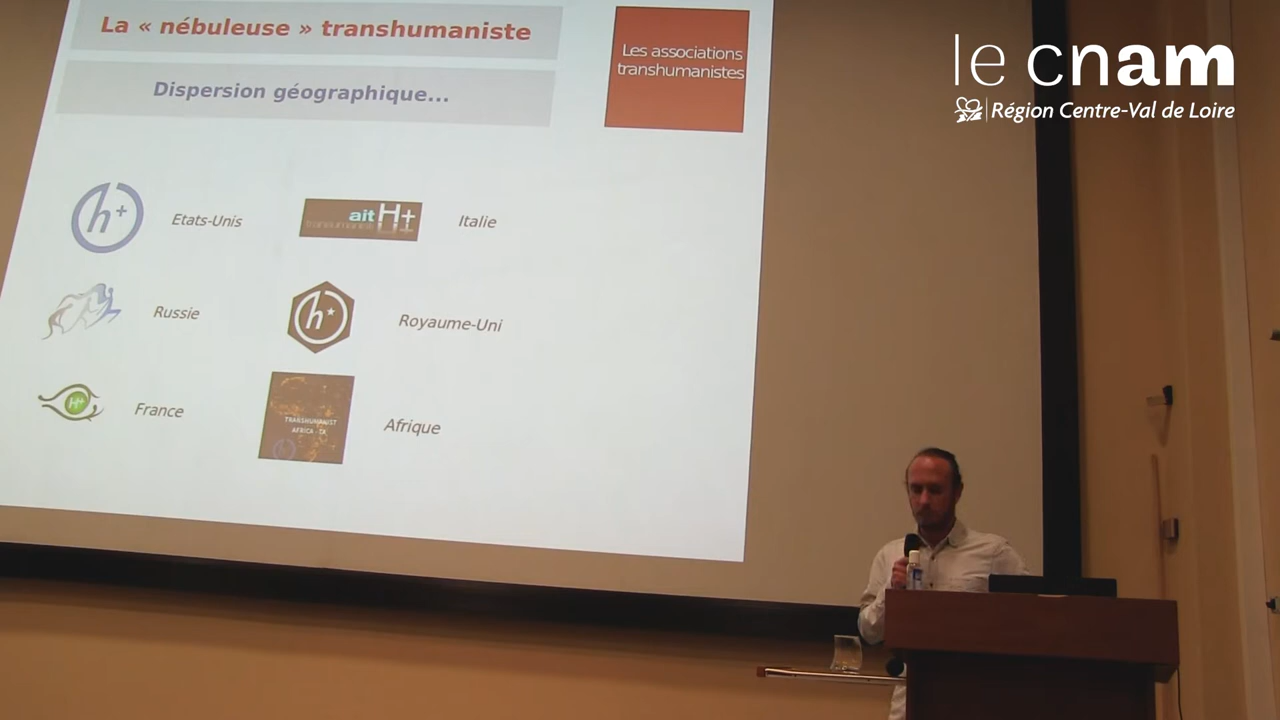 La « nébuleuse » transhumaniste
Dispersion géographique...
Les associations
transhumanistes
le cnam
Région Centre-Val de Loire
h+
Etats-Unis
ait H+
Italie
Russie
h
Royaume-Uni
H+
France
TRANSHUMANIST
AFRICA -
Afrique